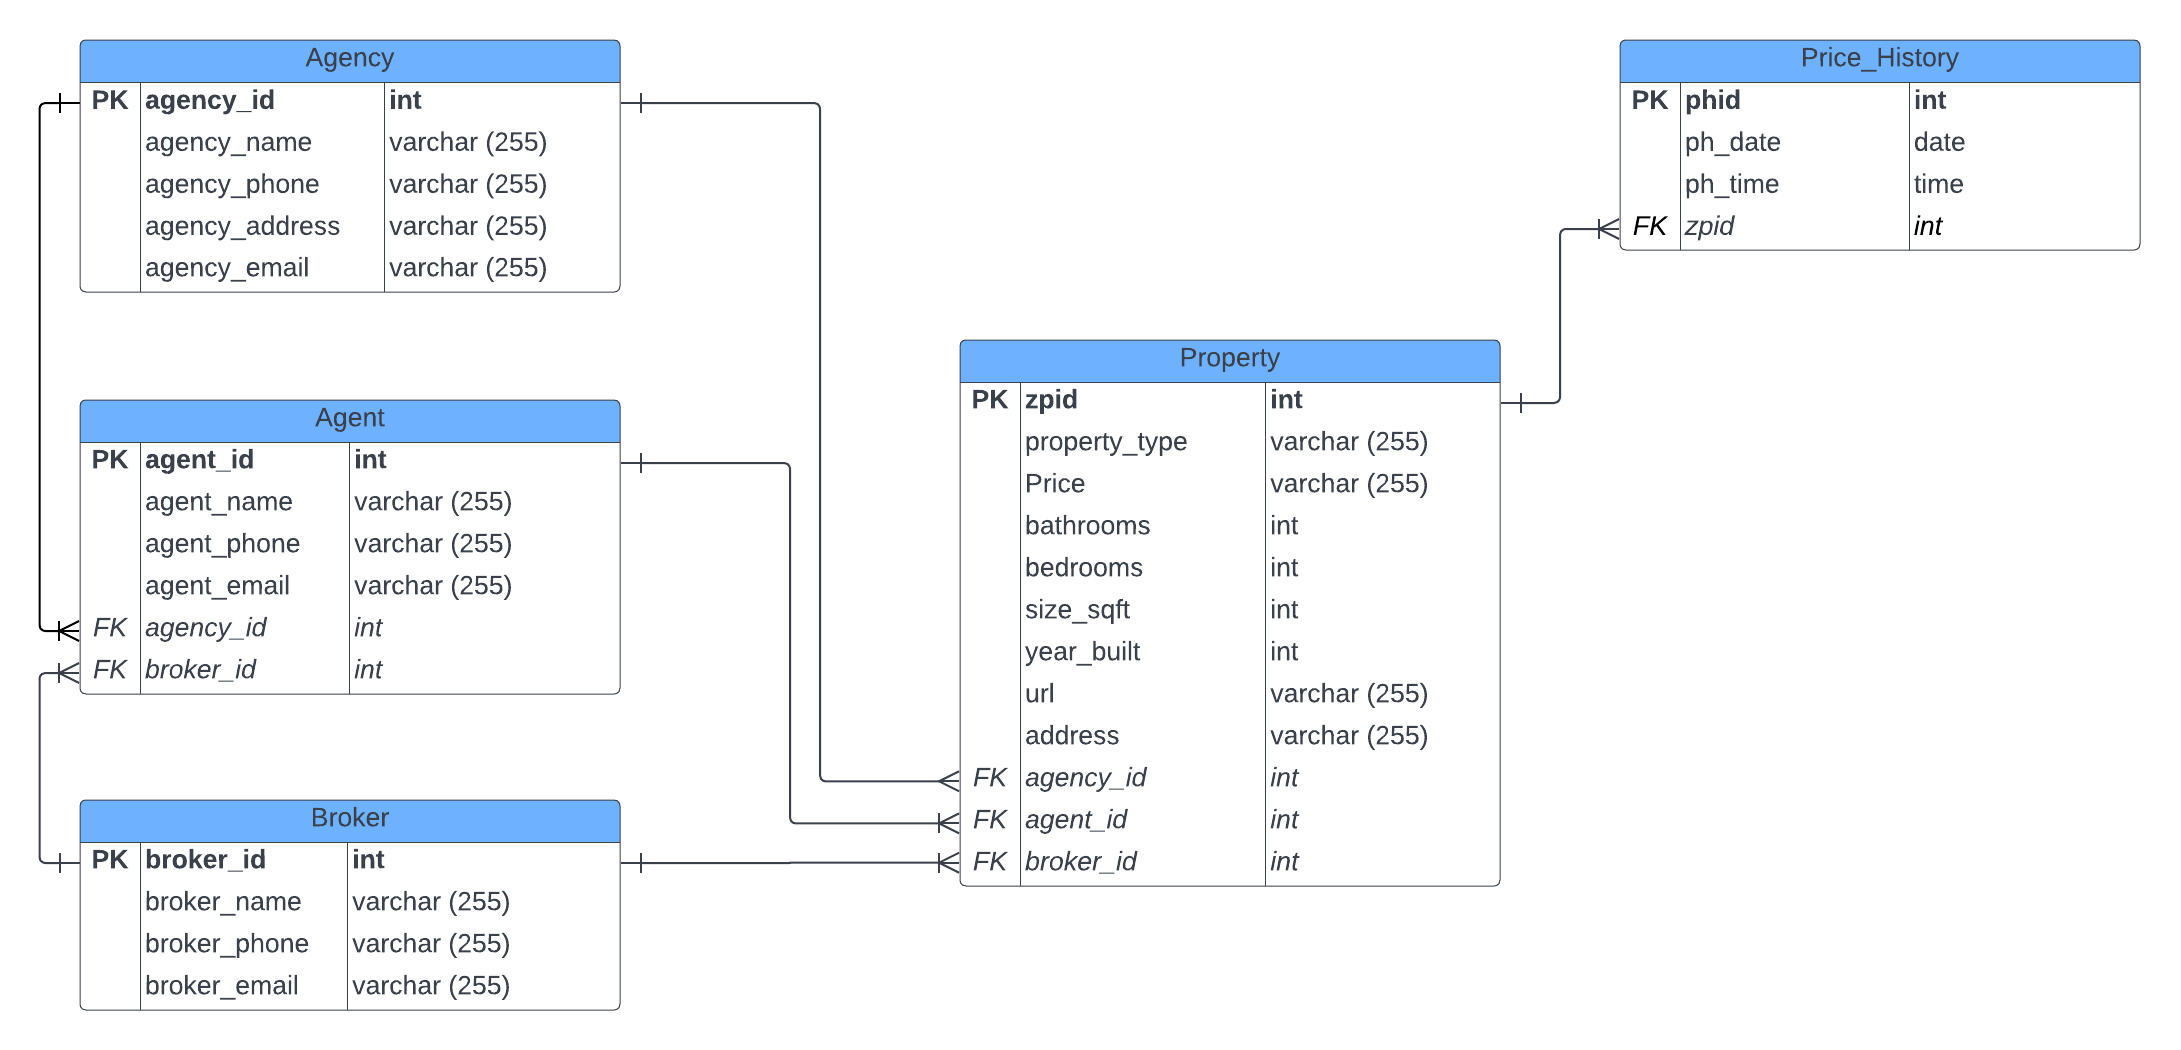 Agency
PK agency_id int
agency_name varchar (255)
agency_phone varchar (255)
agency_address varchar (255)
agency_email varchar (255)
Agent
PK agent_id int
agent_name varchar (255)
agent_phone varchar (255)
agent_email varchar (255)
FK agency_id int
FK broker_id int
Broker
PK broker_id int
broker_name varchar (255)
broker_phone varchar (255)
broker_email varchar (255)
Property
PK zpid int
property_type varchar (255)
Price varchar (255)
bathrooms int
bedrooms int
size_sqft int
year_built int
url varchar (255)
address varchar (255)
FK agency_id int
FK agent_id int
FK broker_id int
Price_History
PK phid int
ph_date date
ph_time time
FK zpid int